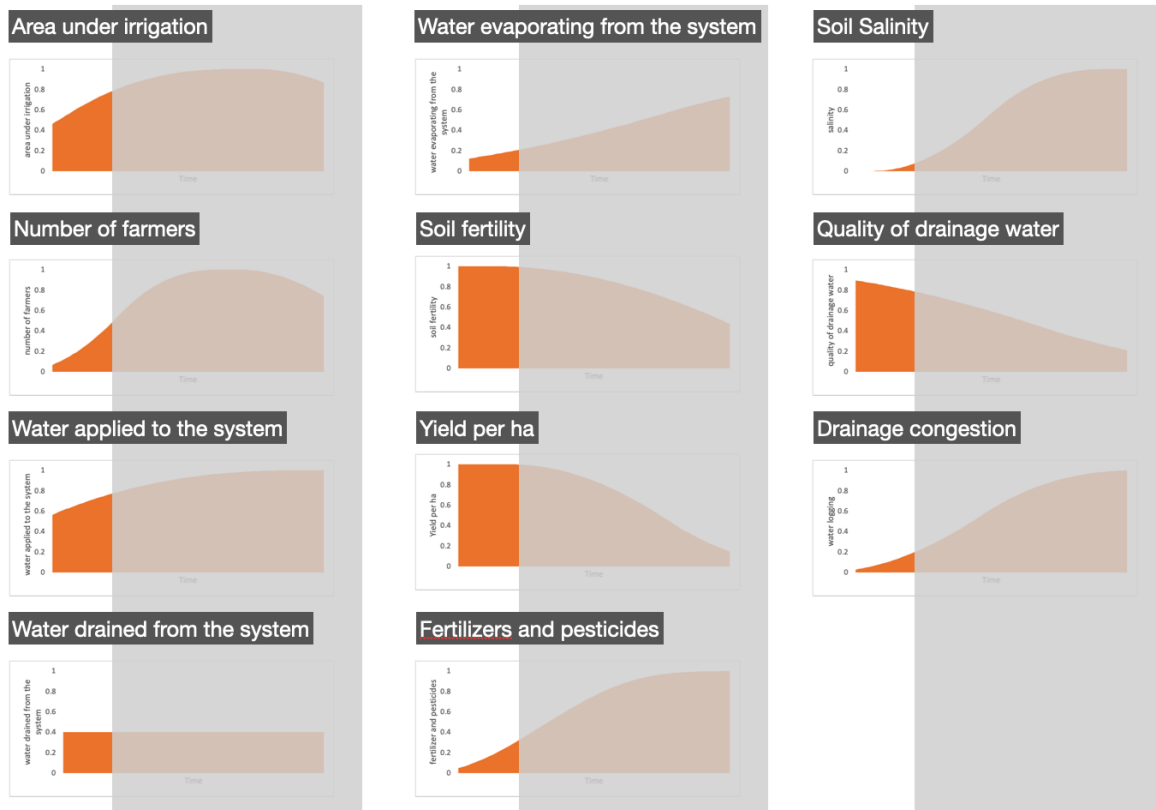 Area under irrigation
area under irrigation
1
0.8
0.6
0.4
0.2
0
Time
Number of farmers
number of farmers
1
0.8
0.6
0.4
0.2
0
Time
Water applied to the system
water applied to the system
1
0.8
0.6
0.4
0.2
0
Time
Water drained from the system
water drained from the
system
1
0.8
0.6
0.4
0.2
0
Time
Water evaporating from the system
water evaporating from the
system
1
0.8
0.6
0.4
0.2
0
Time
Soil fertility
soil fertility
1
0.8
0.6
0.4
0.2
0
Time
Yield per ha
Yield per ha
1
0.8
0.6
0.4
0.2
0
Time
Fertilizers and pesticides
fertilizer and pesticides
1
0.8
0.6
0.4
0.2
0
Time
Soil Salinity
salinity
1
0.8
0.6
0.4
0.2
0
Time
Quality of drainage water
quality of drainage water
1
0.8
0.6
0.4
0.2
0
Time
Drainage congestion
water logging
1
0.8
0.6
0.4
0.2
0
Time